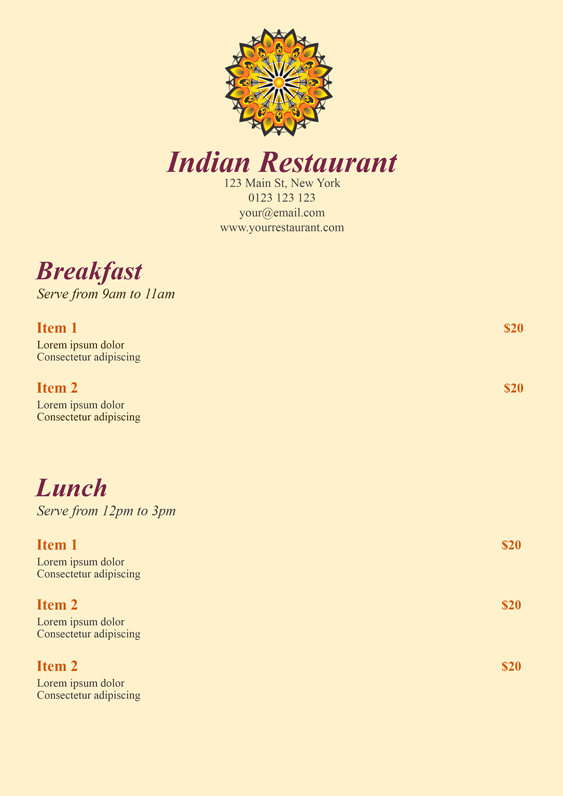 Indian Restaurant
123 Main St, New York
0123 123 123
your@email.com
www.yourrestaurant.com
Breakfast
Serve from 9am to 11am
Item 1 $20
Lorem ipsum dolor
Consectetur adipiscing
Item 2 $20
Lorem ipsum dolor
Consectetur adipiscing
Lunch
Serve from 12pm to 3pm
Item 1 $20
Lorem ipsum dolor
Consectetur adipiscing
Item 2 $20
Lorem ipsum dolor
Consectetur adipiscing
Item 2 $20
Lorem ipsum dolor
Consectetur adipiscing